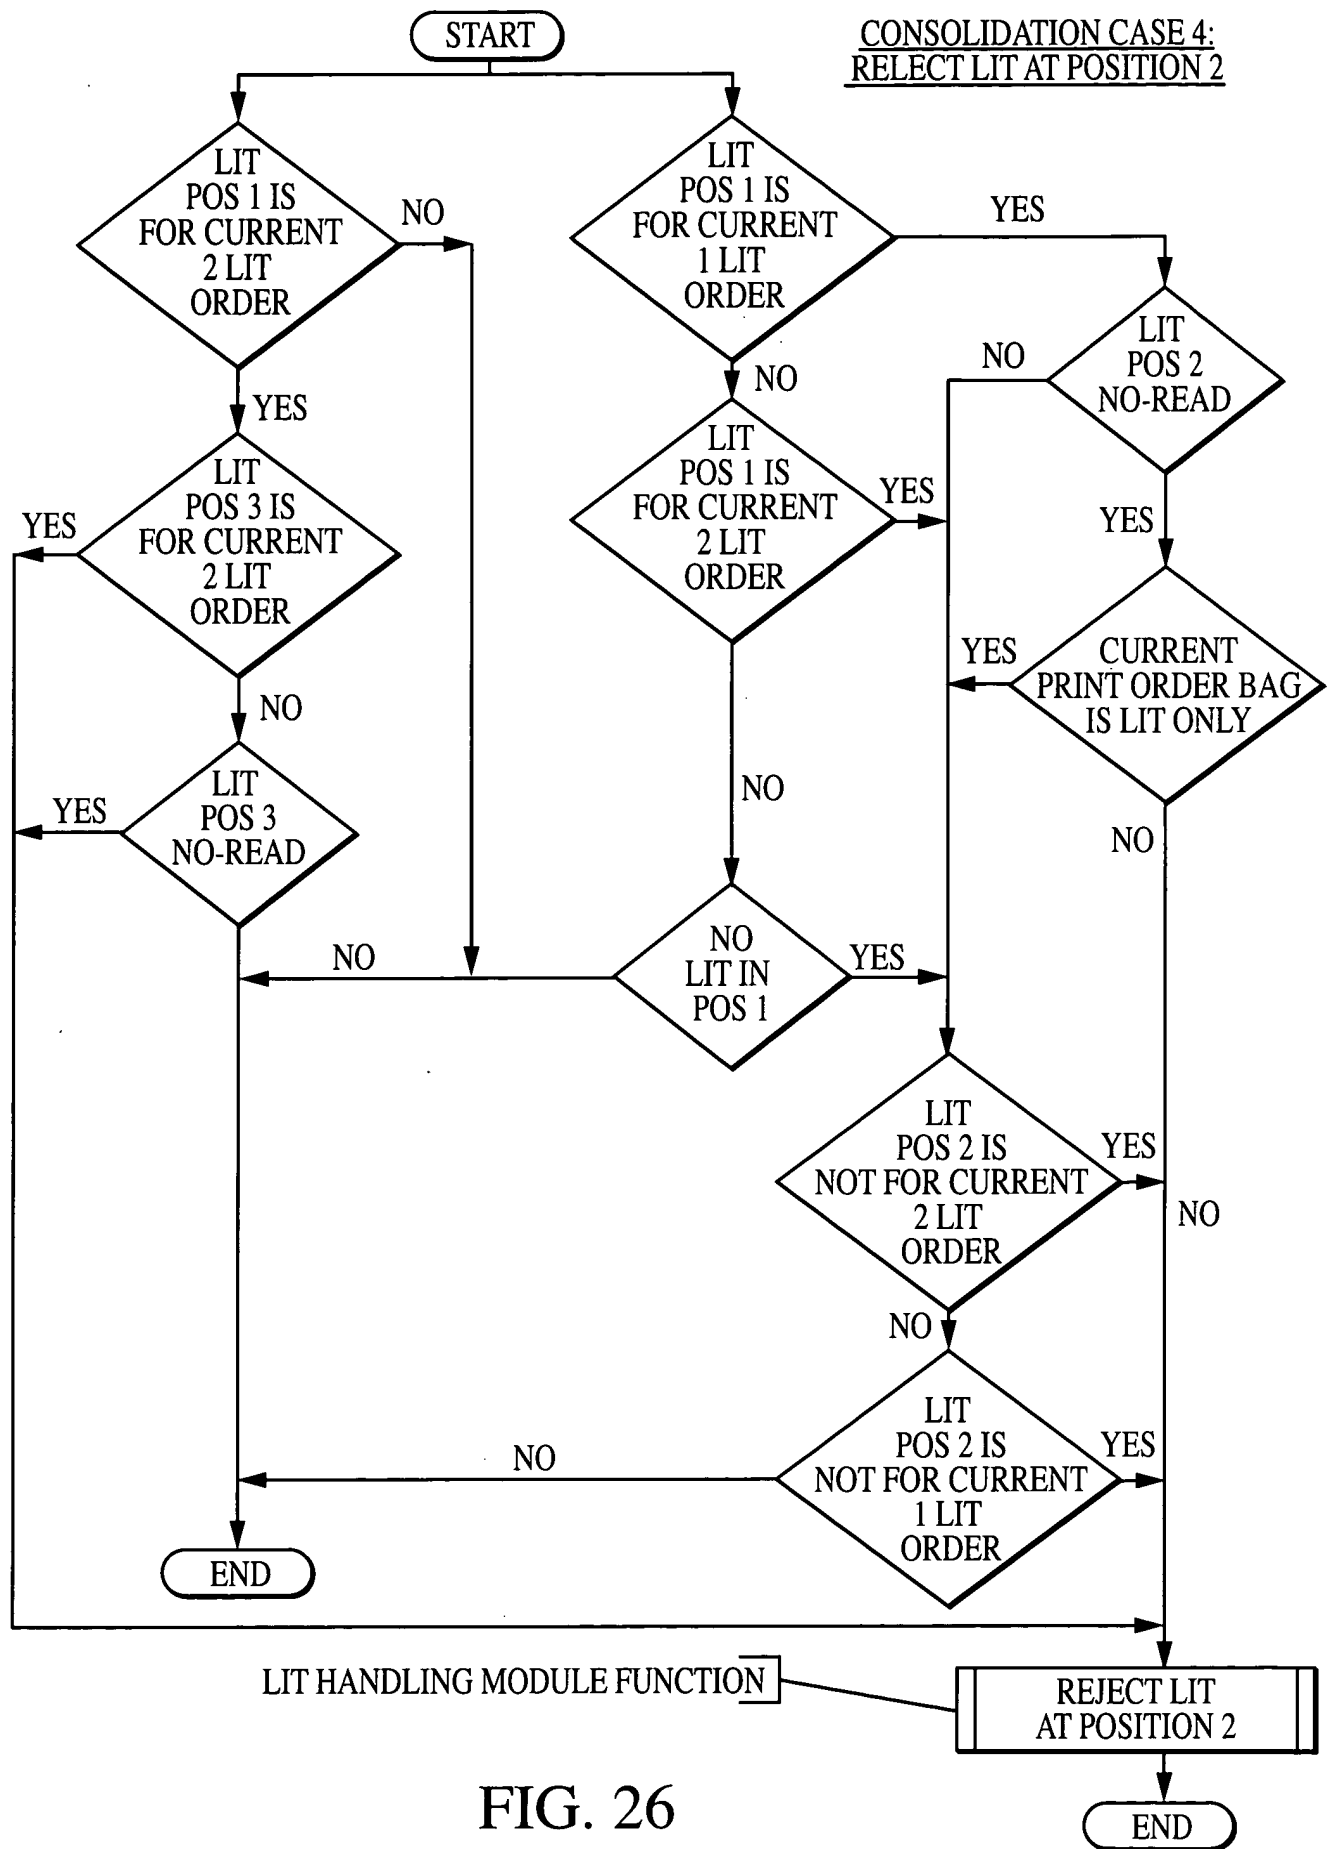 START
CONSOLIDATION CASE 4:
RELECT LIT AT POSITION 2
LIT
POS 1 IS
FOR CURRENT
2 LIT
ORDER
NO
LIT
POS 1 IS
FOR CURRENT
1 LIT
ORDER
YES
LIT
POS 2
NO-READ
NO
YES
NO
YES
LIT
POS 3 IS
FOR CURRENT
2 LIT
ORDER
YES
LIT
POS 1 IS
FOR CURRENT
2 LIT
ORDER
YES
YES
CURRENT
PRINT ORDER BAG
IS LIT ONLY
NO
NO
NO
LIT
POS 3
NO-READ
YES
NO
LIT IN
POS 1
NO
YES
LIT
POS 2 IS
NOT FOR CURRENT
2 LIT
ORDER
YES
NO
NO
LIT
POS 2 IS
NOT FOR CURRENT
1 LIT
ORDER
NO
YES
END
LIT HANDLING MODULE FUNCTION
REJECT LIT
AT POSITION 2
END
FIG. 26